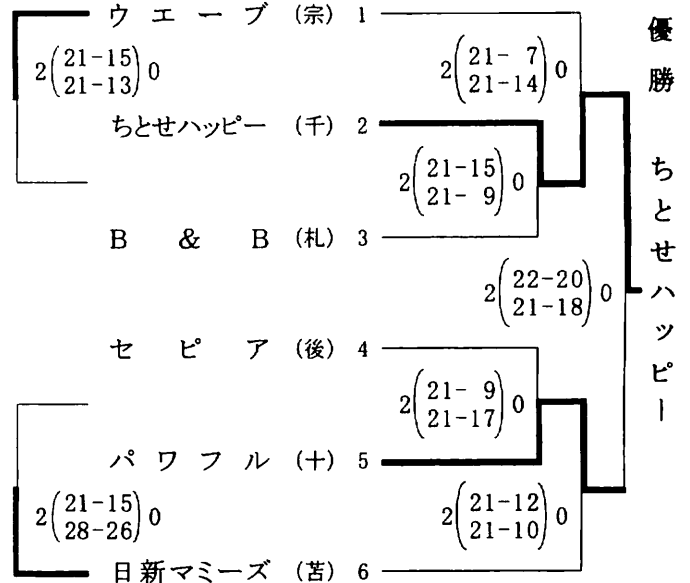 ウエーブ (宗) 1
2(21-15 21-13)0
2(21- 7 21-14)0
ちとせハッピー (千) 2
2(21-15 21- 9)0
B & B (札) 3
2(22-20 21-18)0
セピア (後) 4
2(21- 9 21-17)0
パワフル (十) 5
2(21-15 28-26)0
2(21-12 21-10)0
日新マミーズ (苫) 6
優勝 ちとせハッピー